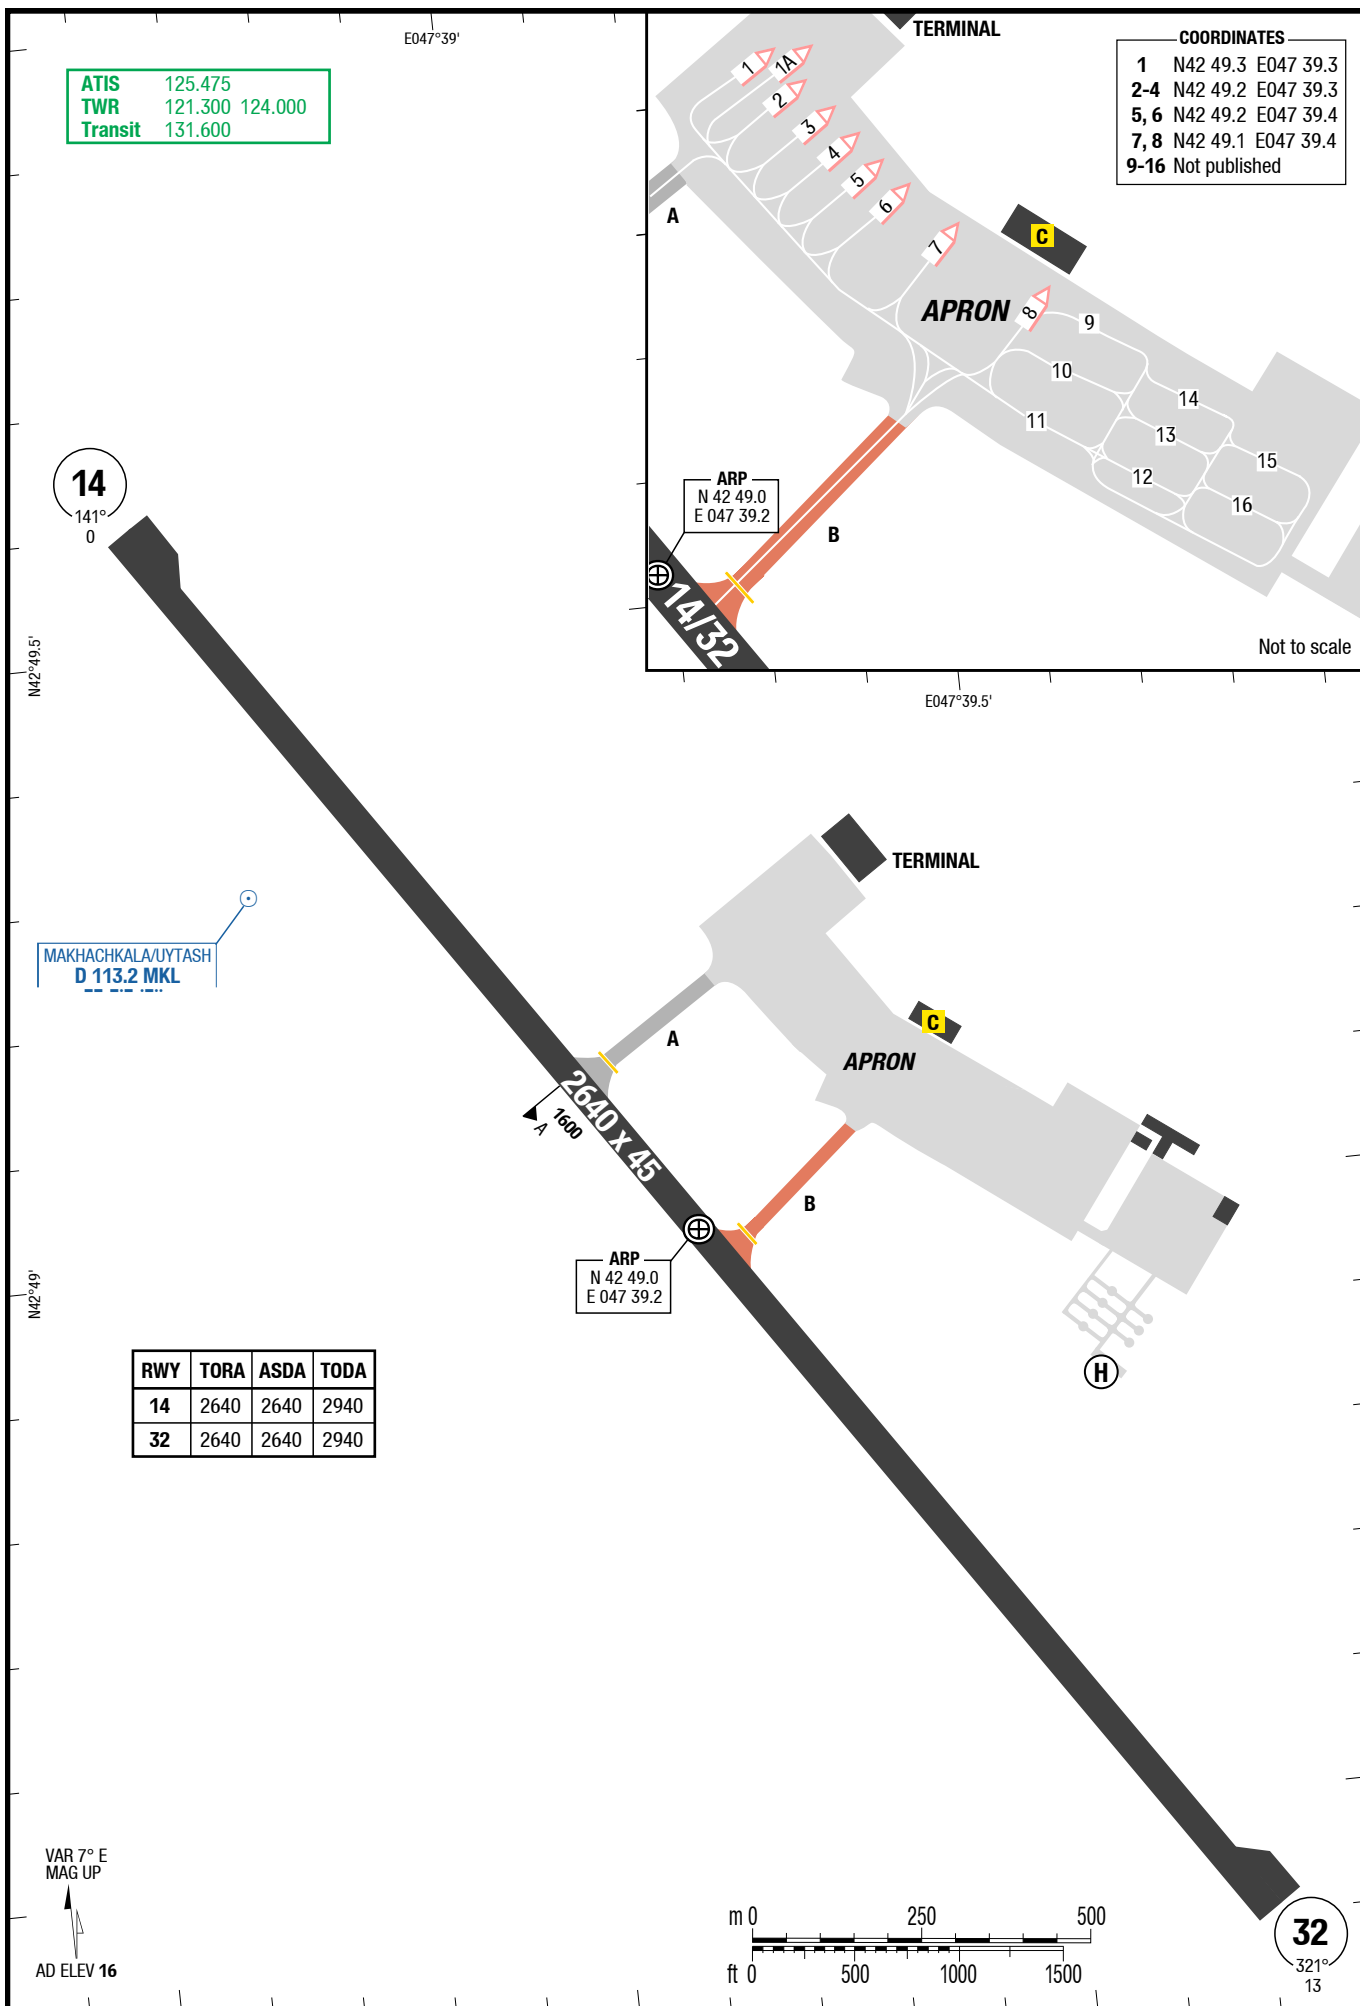 E047°39'
ATIS 125.475
TWR 121.300 124.000
Transit 131.600
TERMINAL
COORDINATES
1 N42 49.3 E047 39.3
2-4 N42 49.2 E047 39.3
5, 6 N42 49.2 E047 39.4
7, 8 N42 49.1 E047 39.4
9-16 Not published
1
1A
2
3
4
5
6
7
8
A
C
APRON
9
10
11
12
13
14
15
16
ARP
N 42 49.0
E 047 39.2
B
14/32
Not to scale
14
141°
0
N42°49.5'
E047°39.5'
TERMINAL
MAKHACHKALA/UYTASH
D 113.2 MKL
A
C
APRON
2640 x 45
A
1600
B
ARP
N 42 49.0
E 047 39.2
N42°49'
H
RWY TORA ASDA TODA
14 2640 2640 2940
32 2640 2640 2940
VAR 7° E
MAG UP
AD ELEV 16
m 0 250 500
ft 0 500 1000 1500
32
321°
13